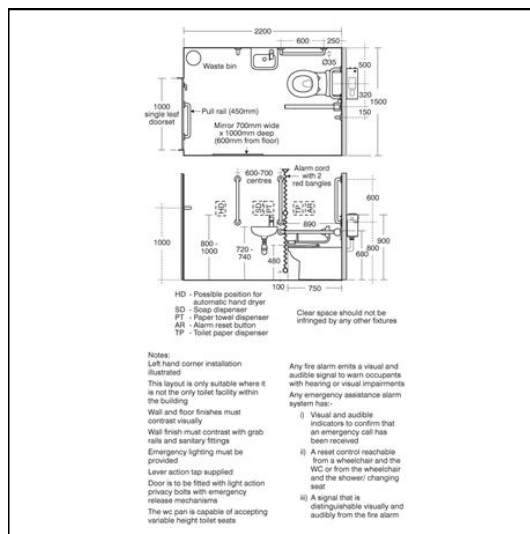 2200
600
250
Ø35
Waste bin
500
320
1500
150
1000
single leaf
doorset
Pull rail (450mm)
Mirror 700mm wide
x 1000mm deep
(600mm from floor)
600-700
centres
Alarm cord
with 2
red bangles
HD
SD
PT
TP
AR
600
890
1000
800 -
1000
720 -
740
480
680
800
900
100
750
HD - Possible position for
automatic hand dryer
SD - Soap dispenser
PT - Paper towel dispenser
AR - Alarm reset button
TP - Toilet paper dispenser
Clear space should not be
infringed by any other fixtures
Notes:
Left hand corner installation
illustrated
This layout is only suitable where it
is not the only toilet facility within
the building
Wall and floor finishes must
contrast visually
Wall finish must contrast with grab
rails and sanitary fittings
Emergency lighting must be
provided
Lever action tap supplied
Door is to be fitted with light action
privacy bolts with emergency
release mechanisms
The wc pan is capable of accepting
variable height toilet seats
Any fire alarm emits a visual and
audible signal to warn occupants
with hearing or visual impairments
Any emergency assistance alarm
system has:-
i) Visual and audible
indicators to confirm that
an emergency call has
been received
ii) A reset control reachable
from a wheelchair and the
WC or from the wheelchair
and the shower/ changing
seat
iii) A signal that is
distinguishable visually and
audibly from the fire alarm